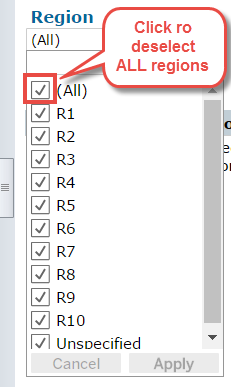 Region
(All)
Click ro
deselect
ALL regions
(All)
R1
R2
R3
R4
R5
R6
R7
R8
R9
R10
Unspecified
Cancel
Apply